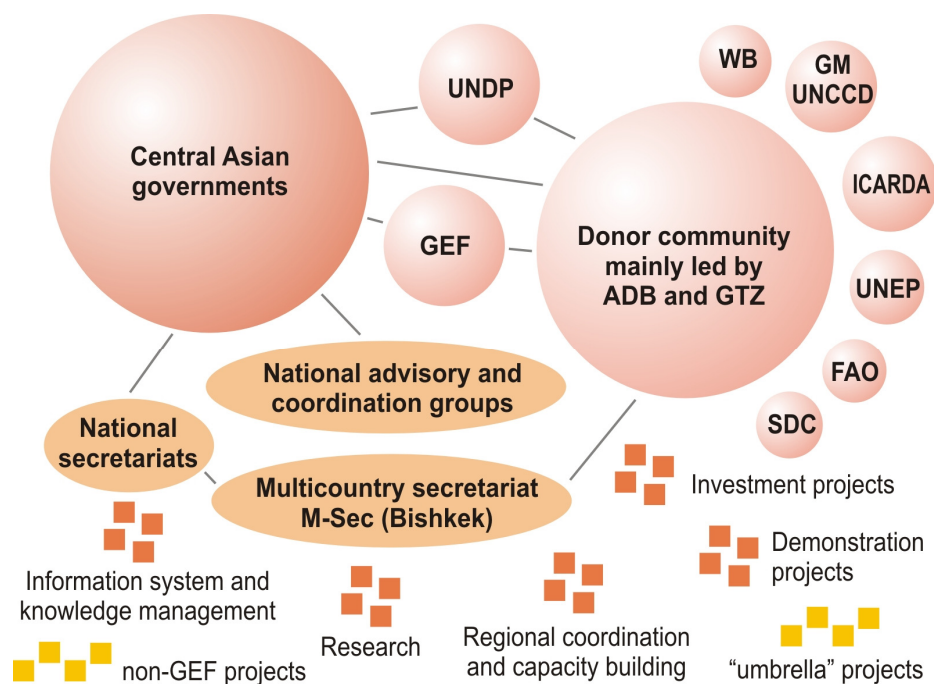 WB
GM
UNCCD
UNDP
Central Asian
governments
ICARDA
GEF
Donor community
mainly led by
ADB and GTZ
UNEP
National advisory and
coordination groups
FAO
SDC
National
secretariats
Multicountry secretariat
M-Sec (Bishkek)
Investment projects
Demonstration
projects
Information system and
knowledge management
Research
Regional coordination
and capacity building
non-GEF projects
“umbrella” projects